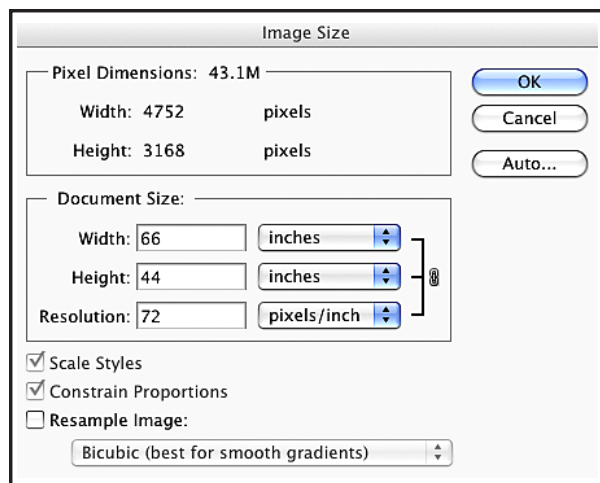 Image Size
Pixel Dimensions: 43.1M
Width: 4752 pixels
Height: 3168 pixels
OK
Cancel
Auto...
Document Size:
Width: 66 inches
Height: 44 inches
Resolution: 72 pixels/inch
Scale Styles
Constrain Proportions
Resample Image:
Bicubic (best for smooth gradients)